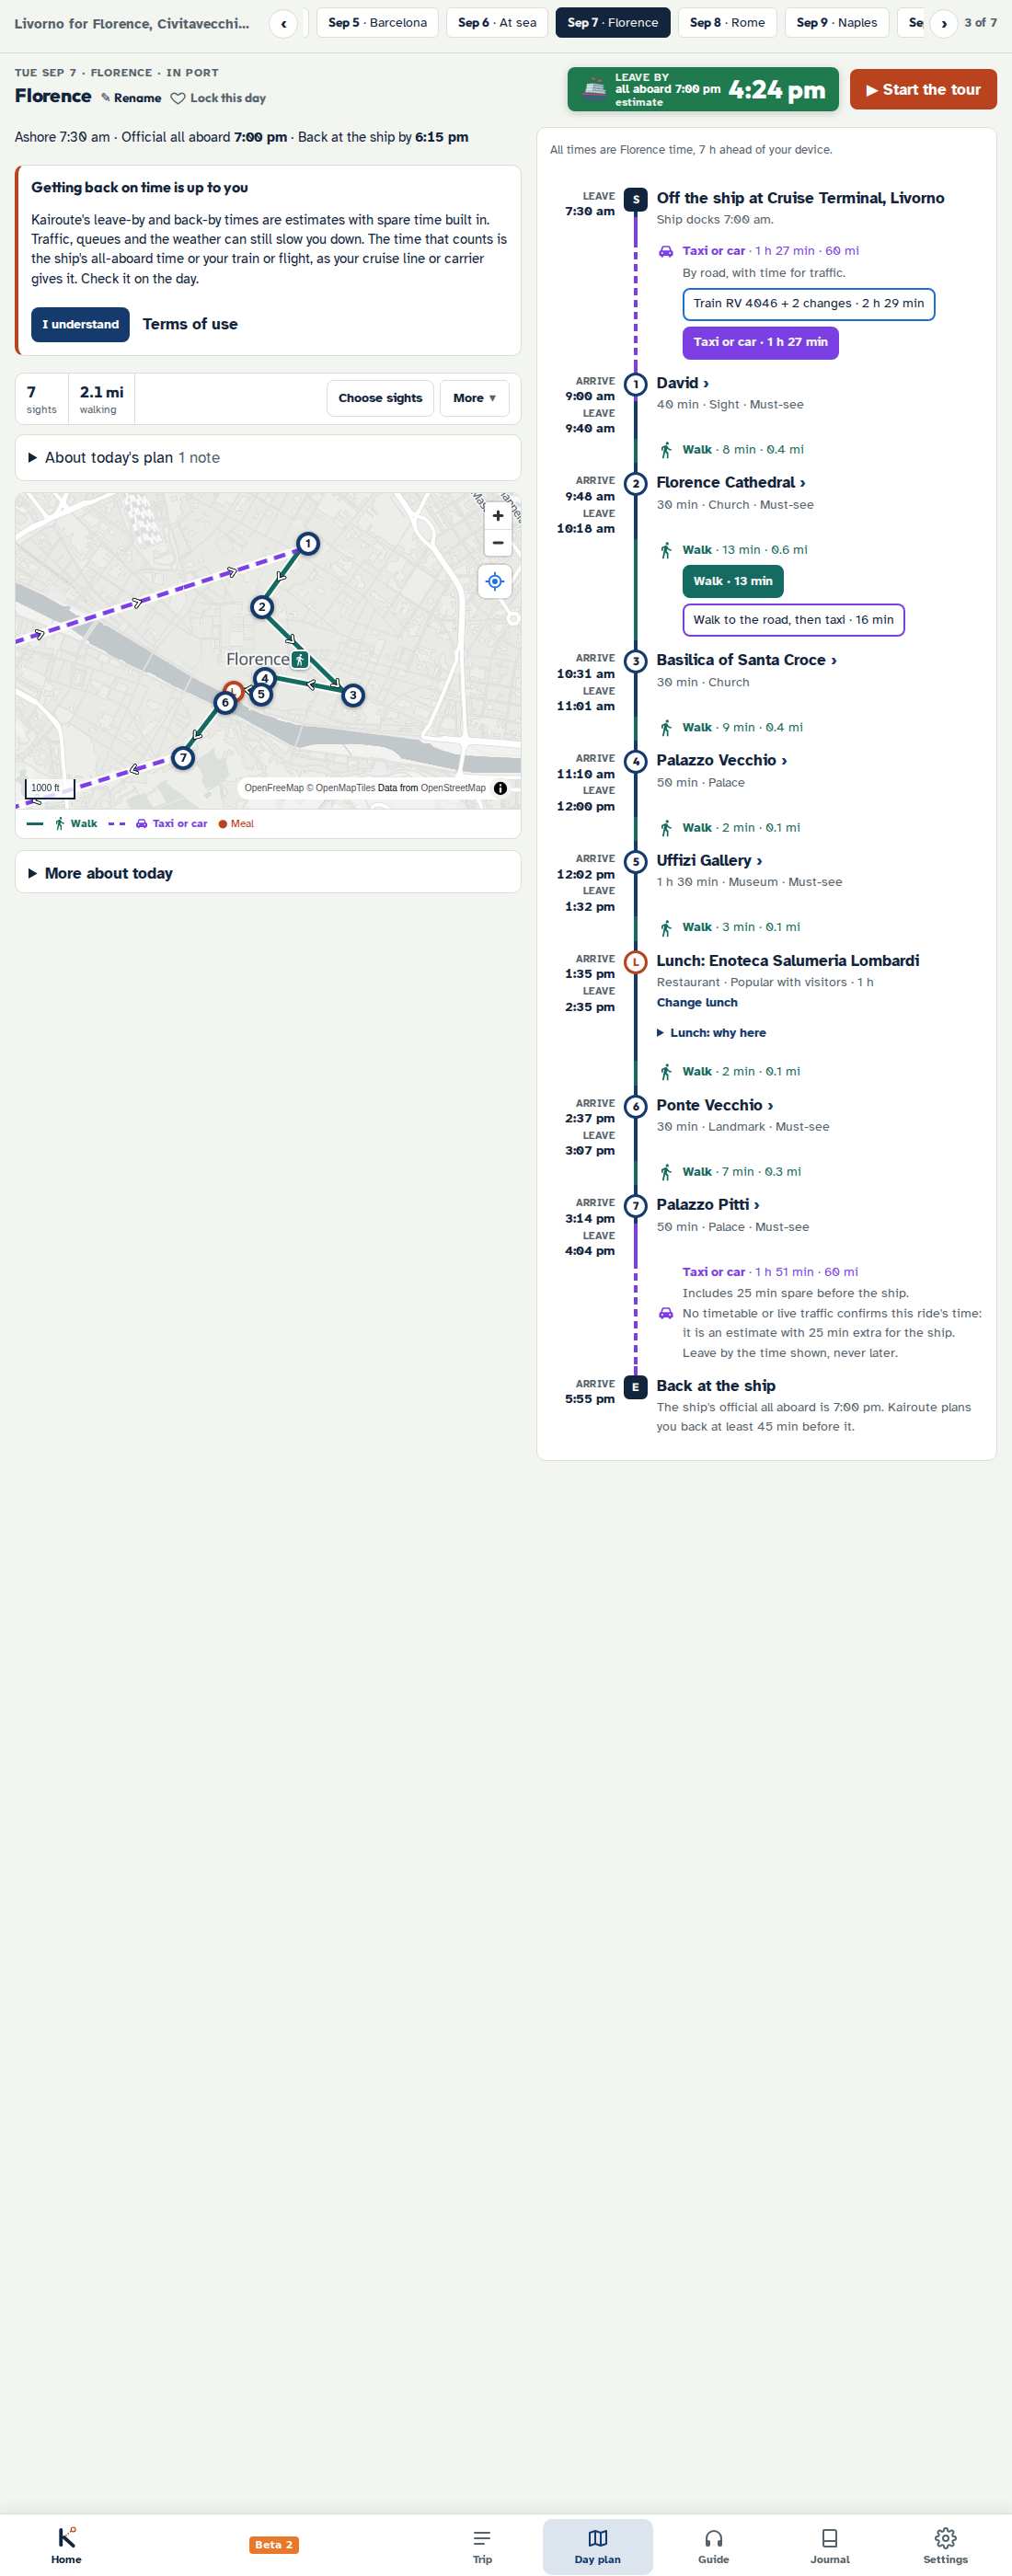 Livorno for Florence, Civitavecchi...
‹
Sep 5 · Barcelona
Sep 6 · At sea
Sep 7 · Florence
Sep 8 · Rome
Sep 9 · Naples
›
3 of 7
TUE SEP 7 · FLORENCE · IN PORT
Florence ✎ Rename Lock this day
LEAVE BY
all aboard 7:00 pm
estimate
4:24 pm
▶ Start the tour
Ashore 7:30 am · Official all aboard 7:00 pm · Back at the ship by 6:15 pm
Getting back on time is up to you
Kairoute's leave-by and back-by times are estimates with spare time built in.
Traffic, queues and the weather can still slow you down. The time that counts is
the ship's all-aboard time or your train or flight, as your cruise line or carrier
gives it. Check it on the day.
I understand
Terms of use
7
sights
2.1 mi
walking
Choose sights
More ▼
▶ About today's plan 1 note
+
−
1
2
Florence
3
4
5
6
7
1000 ft
OpenFreeMap © OpenMapTiles Data from OpenStreetMap
Walk
Taxi or car
Meal
▶ More about today
All times are Florence time, 7 h ahead of your device.
LEAVE
7:30 am
S
Off the ship at Cruise Terminal, Livorno
Ship docks 7:00 am.
Taxi or car · 1 h 27 min · 60 mi
By road, with time for traffic.
Train RV 4046 + 2 changes · 2 h 29 min
Taxi or car · 1 h 27 min
ARRIVE
9:00 am
LEAVE
9:40 am
1
David ›
40 min · Sight · Must-see
Walk · 8 min · 0.4 mi
ARRIVE
9:48 am
LEAVE
10:18 am
2
Florence Cathedral ›
30 min · Church · Must-see
Walk · 13 min · 0.6 mi
Walk · 13 min
Walk to the road, then taxi · 16 min
ARRIVE
10:31 am
LEAVE
11:01 am
3
Basilica of Santa Croce ›
30 min · Church
Walk · 9 min · 0.4 mi
ARRIVE
11:10 am
LEAVE
12:00 pm
4
Palazzo Vecchio ›
50 min · Palace
Walk · 2 min · 0.1 mi
ARRIVE
12:02 pm
LEAVE
1:32 pm
5
Uffizi Gallery ›
1 h 30 min · Museum · Must-see
Walk · 3 min · 0.1 mi
ARRIVE
1:35 pm
LEAVE
2:35 pm
L
Lunch: Enoteca Salumeria Lombardi
Restaurant · Popular with visitors · 1 h
Change lunch
▶ Lunch: why here
Walk · 2 min · 0.1 mi
ARRIVE
2:37 pm
LEAVE
3:07 pm
6
Ponte Vecchio ›
30 min · Landmark · Must-see
Walk · 7 min · 0.3 mi
ARRIVE
3:14 pm
LEAVE
4:04 pm
7
Palazzo Pitti ›
50 min · Palace · Must-see
Taxi or car · 1 h 51 min · 60 mi
Includes 25 min spare before the ship.
No timetable or live traffic confirms this ride's time:
it is an estimate with 25 min extra for the ship.
Leave by the time shown, never later.
ARRIVE
5:55 pm
E
Back at the ship
The ship's official all aboard is 7:00 pm. Kairoute plans
you back at least 45 min before it.
Home
Beta 2
Trip
Day plan
Guide
Journal
Settings